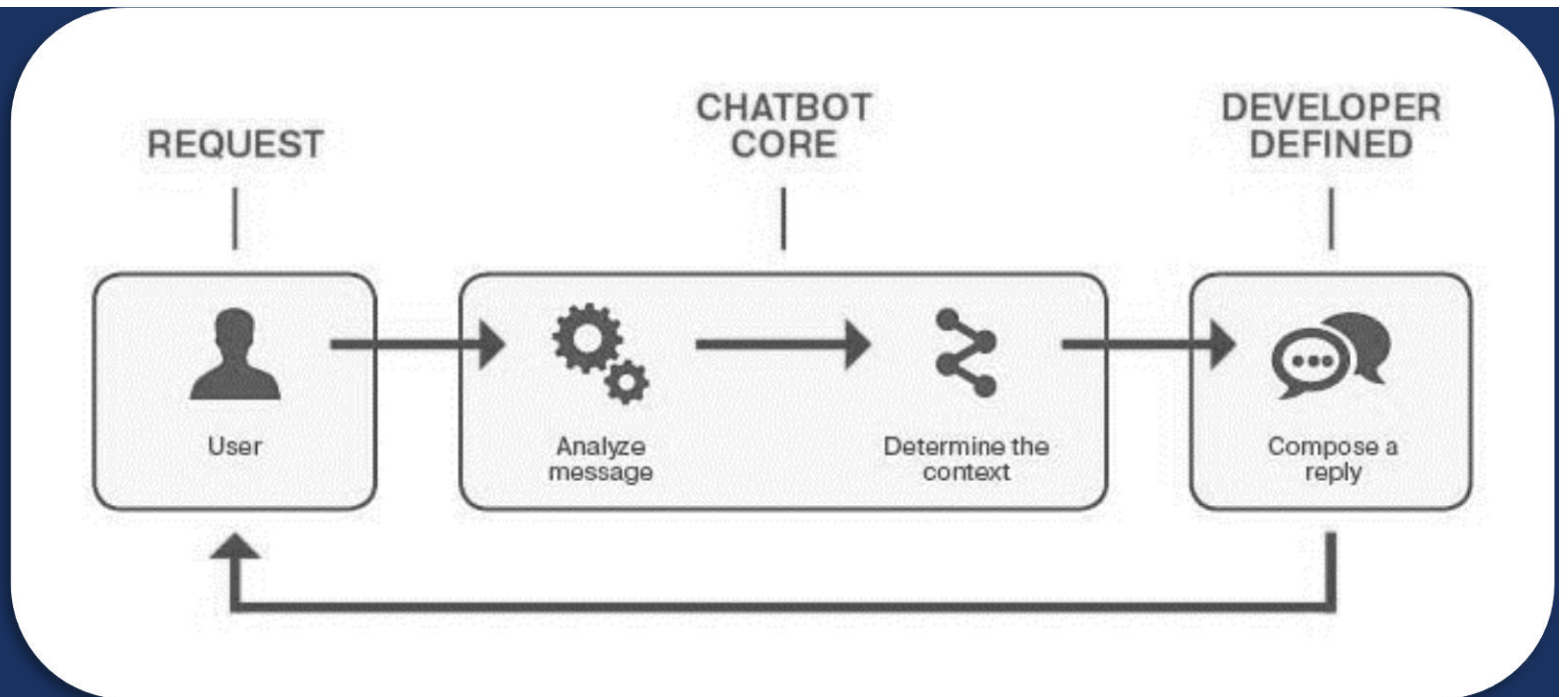 REQUEST
CHATBOT
CORE
DEVELOPER
DEFINED
User
Analyze
message
Determine the
context
Compose a
reply